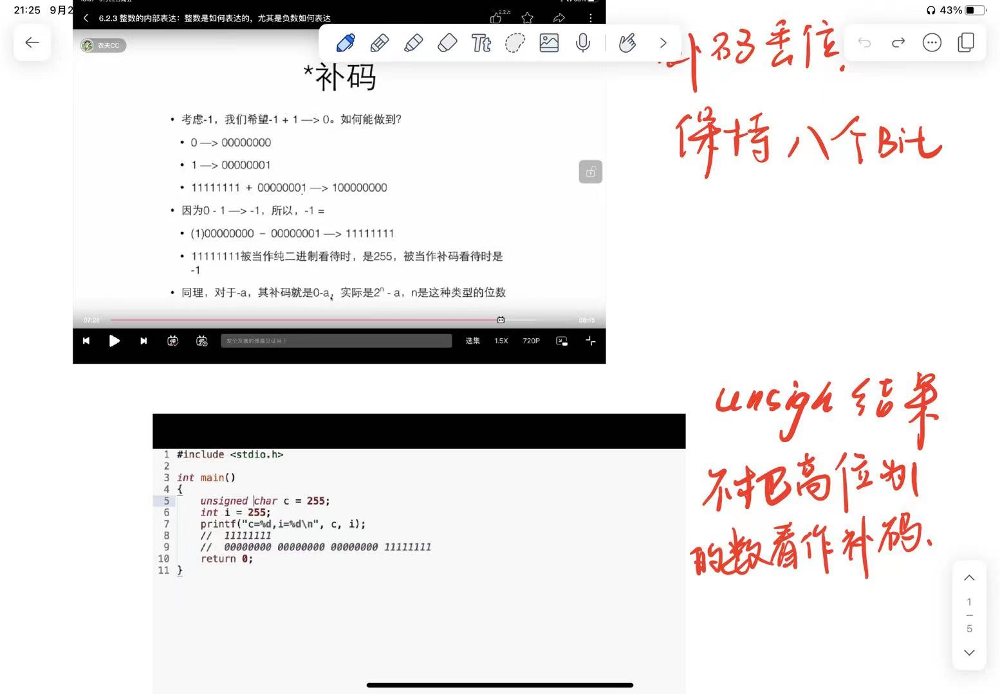 21:25 9月2
43%
6.2.3 整数的内部表达：整数是如何表达的，尤其是负数如何表达
2.2万
农夫CC
*补码
• 考虑-1，我们希望-1 + 1 —> 0。如何能做到？
• 0 —> 00000000
• 1 —> 00000001
• 11111111 + 00000001 —> 100000000
• 因为0 - 1 —> -1，所以，-1 =
• (1)00000000 − 00000001 —> 11111111
• 11111111被当作纯二进制看待时，是255，被当作补码看待时是
-1
• 同理，对于-a，其补码就是0-a，实际是2ⁿ - a，n是这种类型的位数
07:28
08:45
发个友善的弹幕见证当下
选集 1.5X 720P
Tt
补码丢位.
保持八个Bit
unsign 结果
不把高位为1
的数看作补码.
1 #include <stdio.h>
2
3 int main()
4 {
5 unsigned char c = 255;
6 int i = 255;
7 printf("c=%d,i=%d\n", c, i);
8 // 11111111
9 // 00000000 00000000 00000000 11111111
10 return 0;
11 }
1
5